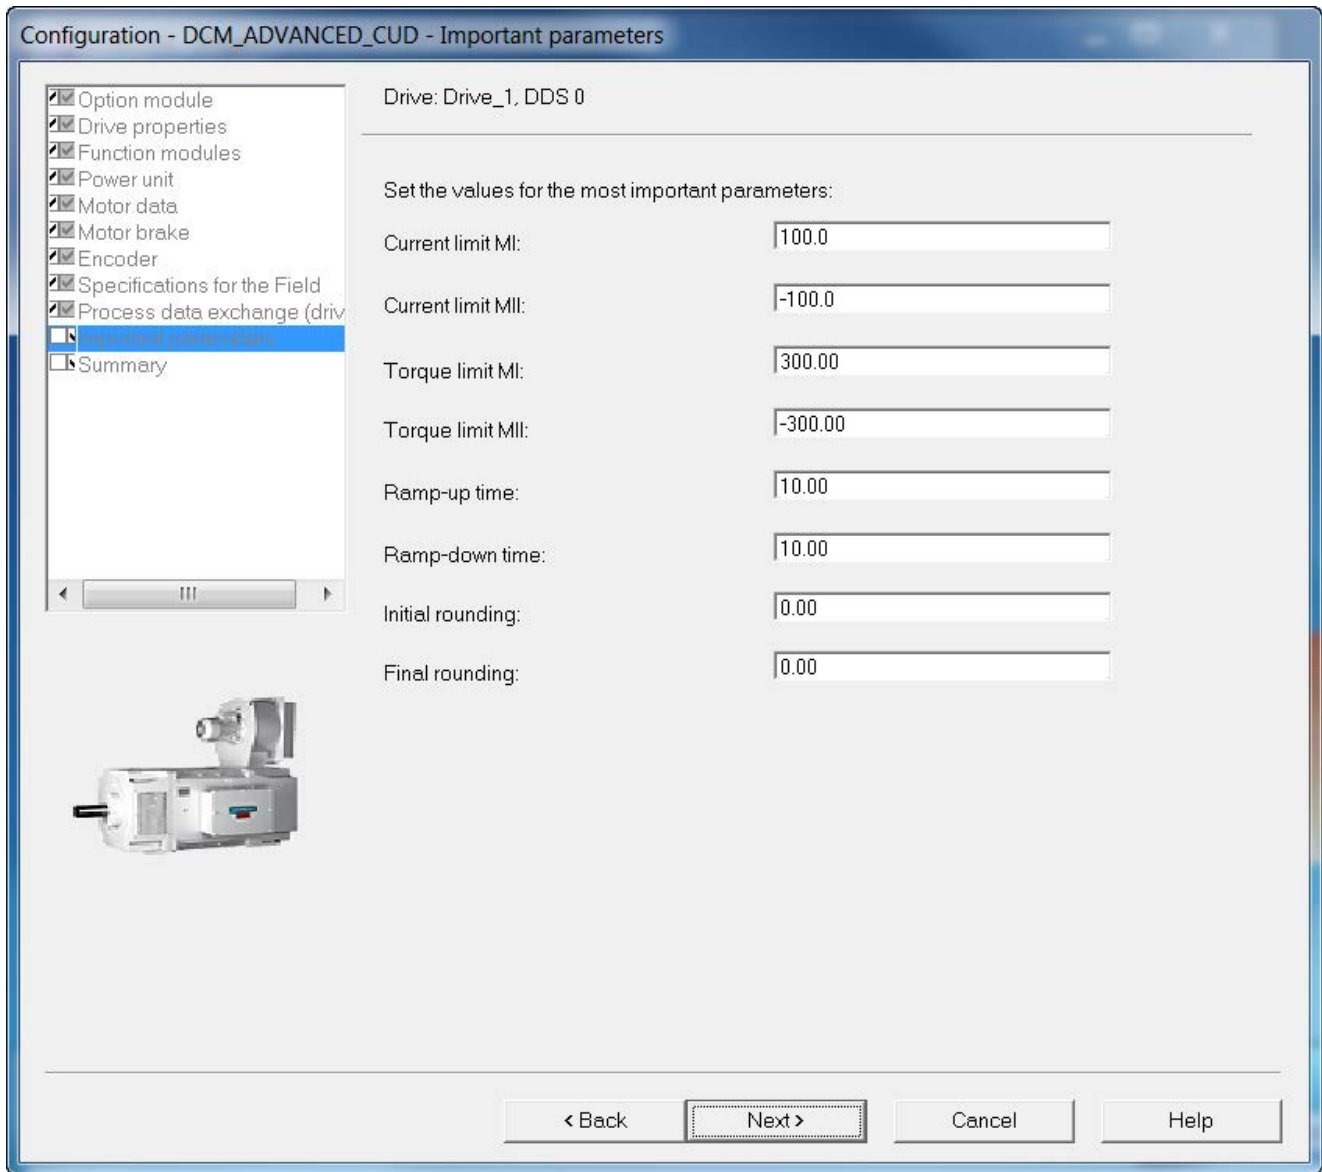 Configuration - DCM_ADVANCED_CUD - Important parameters
Option module
Drive properties
Function modules
Power unit
Motor data
Motor brake
Encoder
Specifications for the Field
Process data exchange (driv
Important parameters
Summary
Drive: Drive_1, DDS 0
Set the values for the most important parameters:
Current limit MI: 100.0
Current limit MII: -100.0
Torque limit MI: 300.00
Torque limit MII: -300.00
Ramp-up time: 10.00
Ramp-down time: 10.00
Initial rounding: 0.00
Final rounding: 0.00
< Back Next > Cancel Help